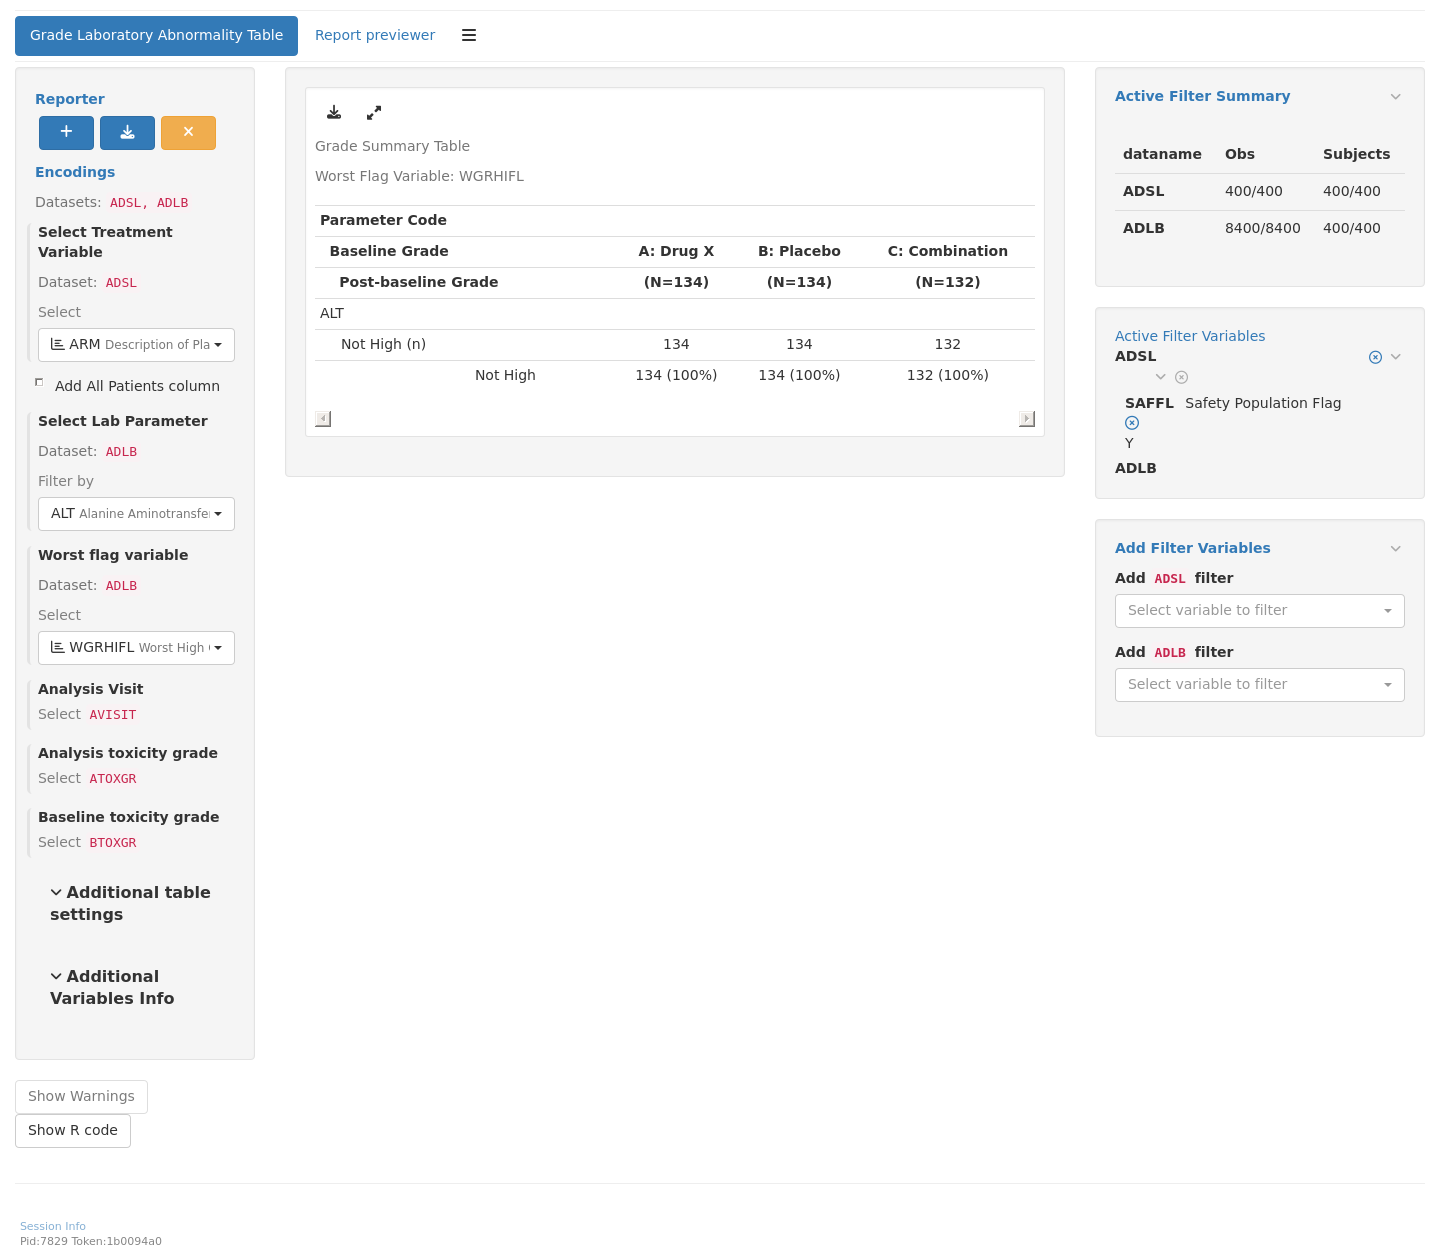 Grade Laboratory Abnormality Table
Report previewer
Reporter
Encodings
Datasets: ADSL, ADLB
Select Treatment
Variable
Dataset: ADSL
Select
ARM Description of Pla
Add All Patients column
Select Lab Parameter
Dataset: ADLB
Filter by
ALT Alanine Aminotransfe
Worst flag variable
Dataset: ADLB
Select
WGRHIFL Worst High
Analysis Visit
Select AVISIT
Analysis toxicity grade
Select ATOXGR
Baseline toxicity grade
Select BTOXGR
Additional table
settings
Additional
Variables Info
Show Warnings
Show R code
Grade Summary Table
Worst Flag Variable: WGRHIFL
Parameter Code
Baseline Grade A: Drug X B: Placebo C: Combination
Post-baseline Grade (N=134) (N=134) (N=132)
ALT
Not High (n) 134 134 132
Not High 134 (100%) 134 (100%) 132 (100%)
Active Filter Summary
dataname Obs Subjects
ADSL 400/400 400/400
ADLB 8400/8400 400/400
Active Filter Variables
ADSL
SAFFL Safety Population Flag
Y
ADLB
Add Filter Variables
Add ADSL filter
Select variable to filter
Add ADLB filter
Select variable to filter
Session Info
Pid:7829 Token:1b0094a0